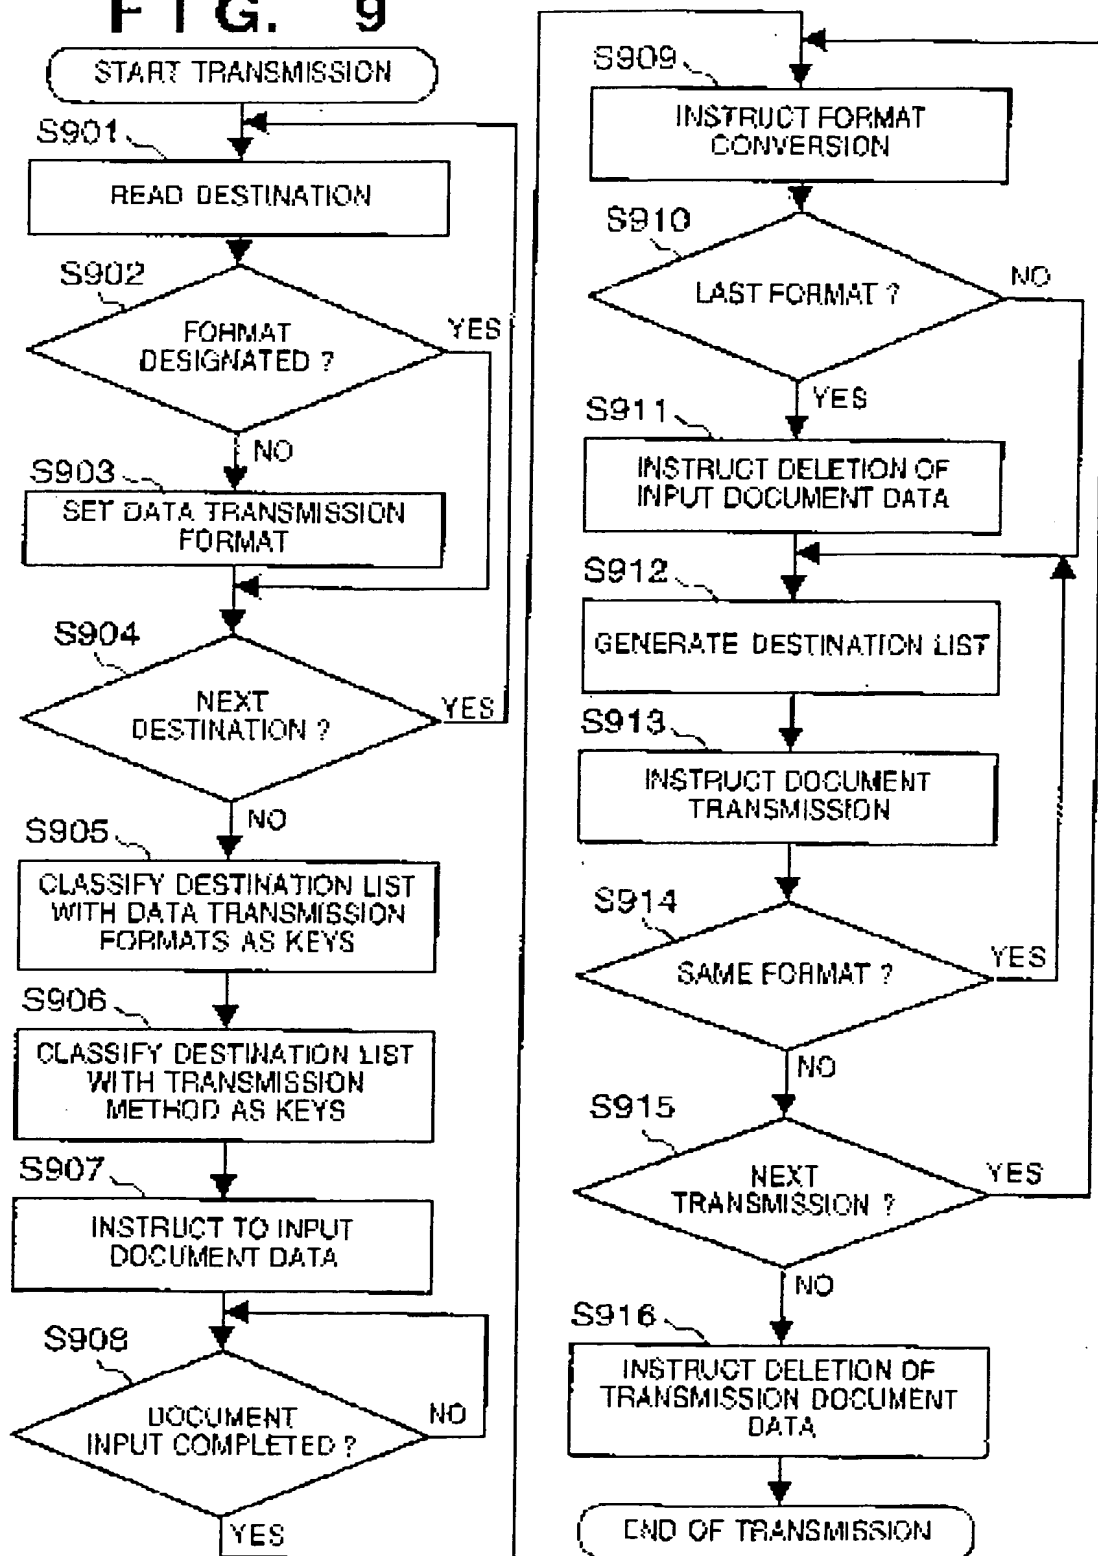 FIG. 9
START TRANSMISSION
S901
READ DESTINATION
S902
FORMAT
DESIGNATED ?
YES
NO
S903
SET DATA TRANSMISSION
FORMAT
S904
NEXT
DESTINATION ?
YES
NO
S905
CLASSIFY DESTINATION LIST
WITH DATA TRANSMISSION
FORMATS AS KEYS
S906
CLASSIFY DESTINATION LIST
WITH TRANSMISSION
METHOD AS KEYS
S907
INSTRUCT TO INPUT
DOCUMENT DATA
S908
DOCUMENT
INPUT COMPLETED ?
NO
YES
S909
INSTRUCT FORMAT
CONVERSION
S910
LAST FORMAT ?
NO
YES
S911
INSTRUCT DELETION OF
INPUT DOCUMENT DATA
S912
GENERATE DESTINATION LIST
S913
INSTRUCT DOCUMENT
TRANSMISSION
S914
SAME FORMAT ?
YES
NO
S915
NEXT
TRANSMISSION ?
YES
NO
S916
INSTRUCT DELETION OF
TRANSMISSION DOCUMENT
DATA
END OF TRANSMISSION